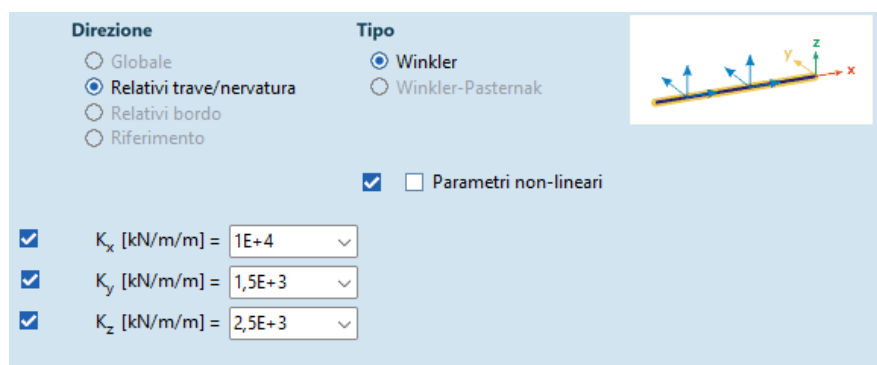 Direzione
Tipo
Globale
Winkler
Relativi trave/nervatura
Winkler-Pasternak
Relativi bordo
Riferimento
Parametri non-lineari
Kx [kN/m/m] = 1E+4
Ky [kN/m/m] = 1,5E+3
Kz [kN/m/m] = 2,5E+3
z
y
x